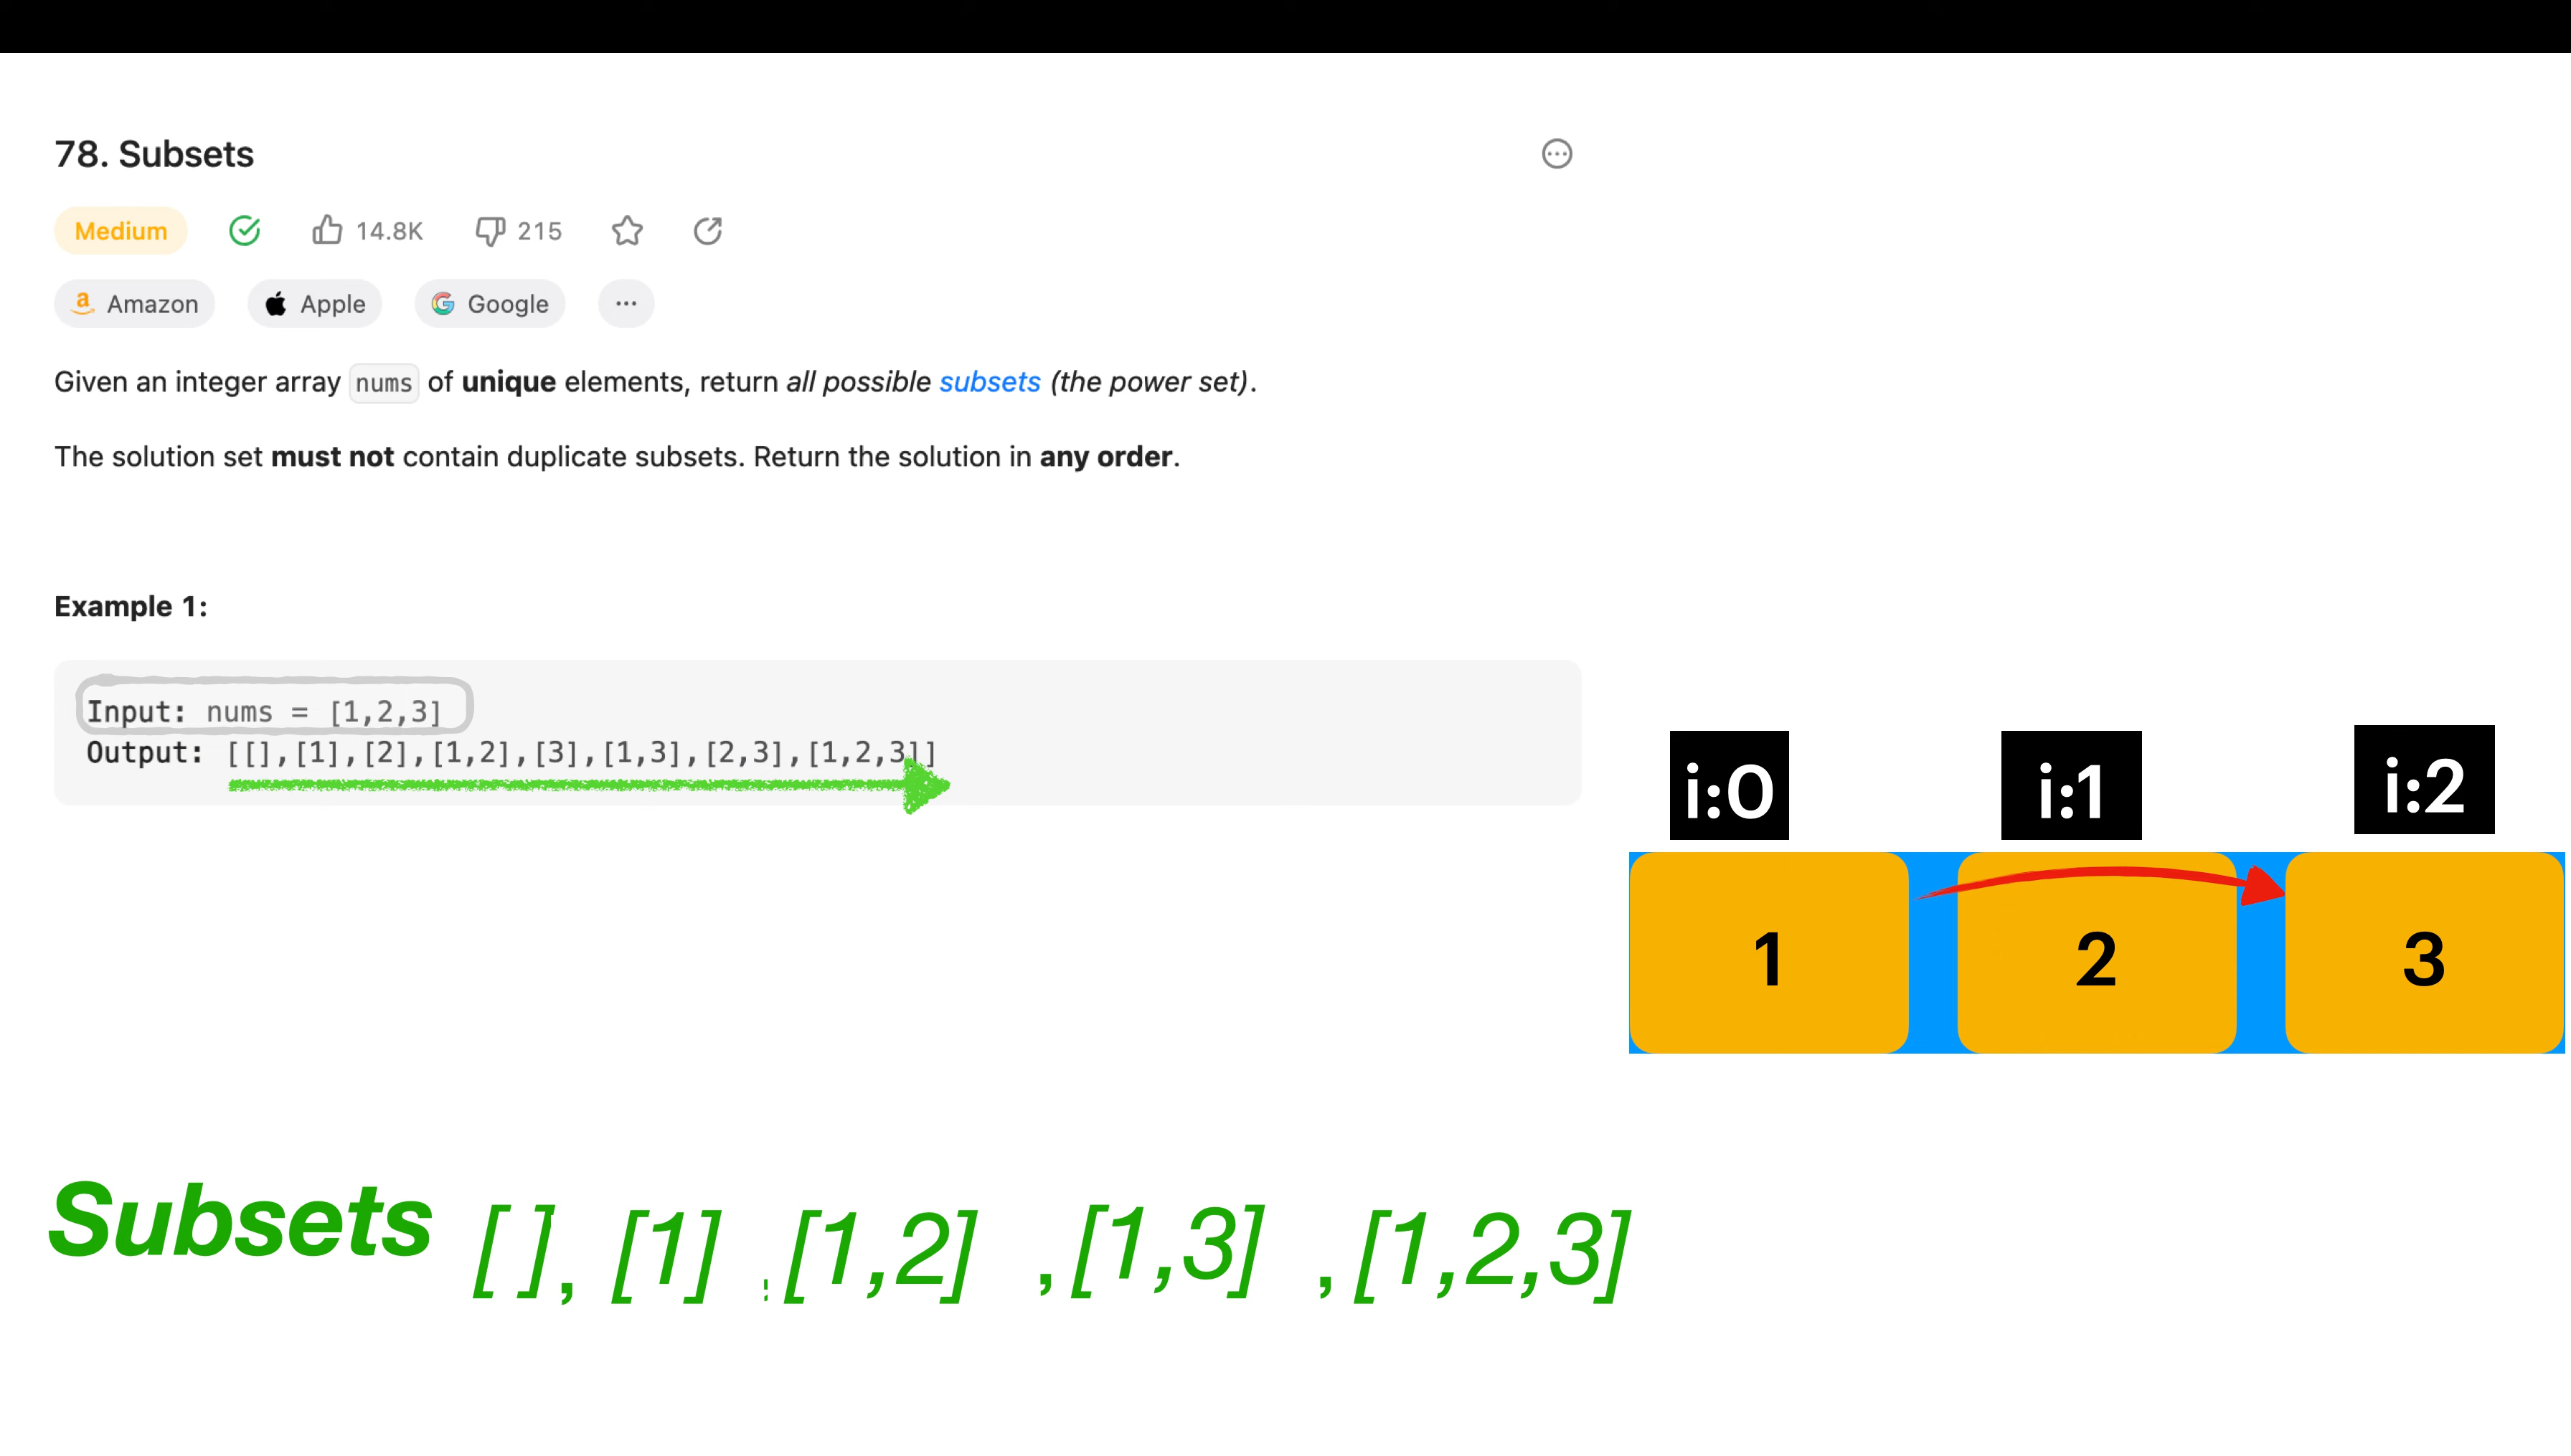 78. Subsets
Medium 14.8K 215
Amazon Apple Google
Given an integer array nums of unique elements, return all possible subsets (the power set).
The solution set must not contain duplicate subsets. Return the solution in any order.
Example 1:
Input: nums = [1,2,3]
Output: [[],[1],[2],[1,2],[3],[1,3],[2,3],[1,2,3]]
i:0 i:1 i:2
1 2 3
Subsets [ ], [1] , [1,2] , [1,3] , [1,2,3]